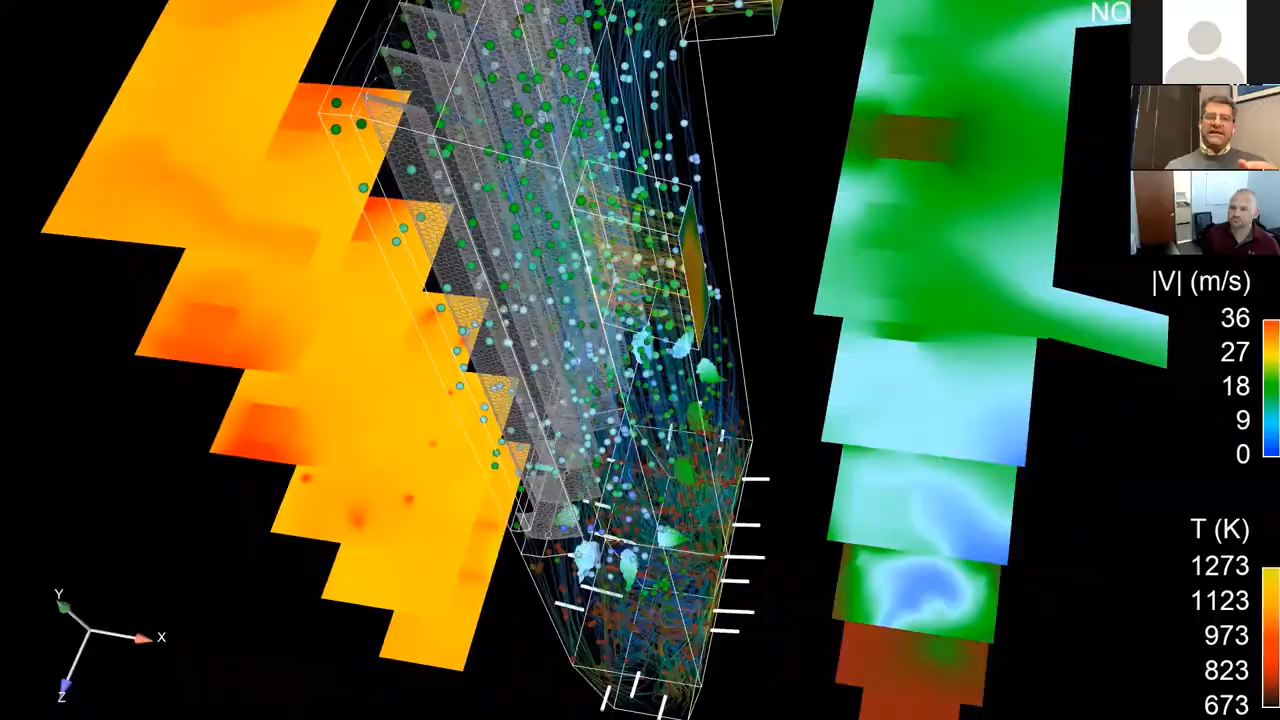 NO
|V| (m/s)
36
27
18
9
0
T (K)
1273
1123
973
823
673
Y
X
Z